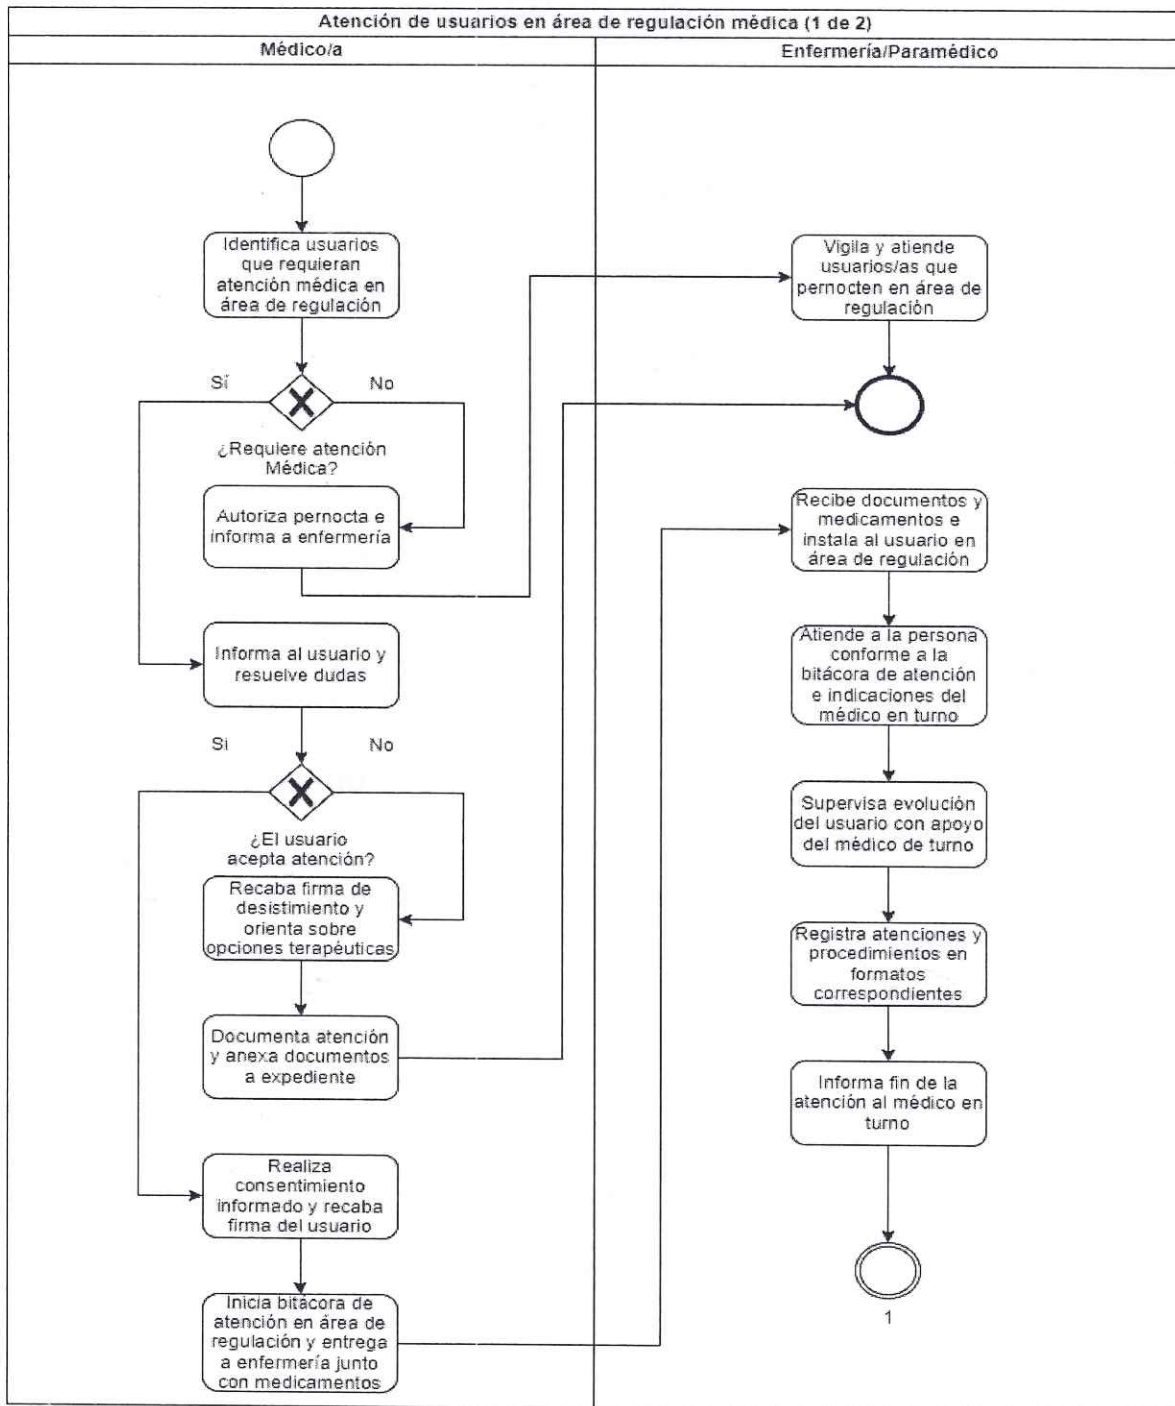 Atención de usuarios en área de regulación médica (1 de 2)
Médico/a
Enfermería/Paramédico
Identifica usuarios
que requieran
atención médica en
área de regulación
Sí
No
¿Requiere atención
Médica?
Autoriza pernocta e
informa a enfermería
Informa al usuario y
resuelve dudas
Si
No
¿El usuario
acepta atención?
Recaba firma de
desistimiento y
orienta sobre
opciones terapéuticas
Documenta atención
y anexa documentos
a expediente
Realiza
consentimiento
informado y recaba
firma del usuario
Inicia bitácora de
atención en área de
regulación y entrega
a enfermería junto
con medicamentos
Vigila y atiende
usuarios/as que
pernocten en área de
regulación
Recibe documentos y
medicamentos e
instala al usuario en
área de regulación
Atiende a la persona
conforme a la
bitácora de atención
e indicaciones del
médico en turno
Supervisa evolución
del usuario con apoyo
del médico de turno
Registra atenciones y
procedimientos en
formatos
correspondientes
Informa fin de la
atención al médico en
turno
1